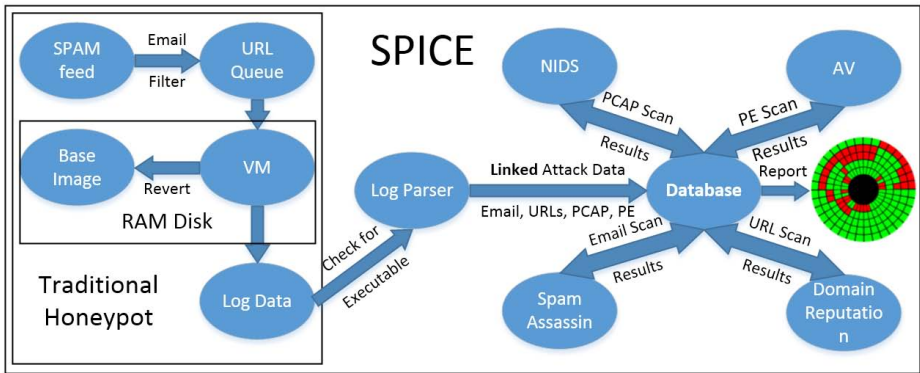 SPICE
SPAM
feed
Email
Filter
URL
Queue
Base
Image
Revert
VM
RAM Disk
Traditional
Honeypot
Log Data
Check for
Executable
Log Parser
Linked Attack Data
Email, URLs, PCAP, PE
Database
NIDS
PCAP Scan
Results
AV
PE Scan
Results
Report
Email Scan
Results
Spam
Assassin
URL Scan
Results
Domain
Reputatio
n